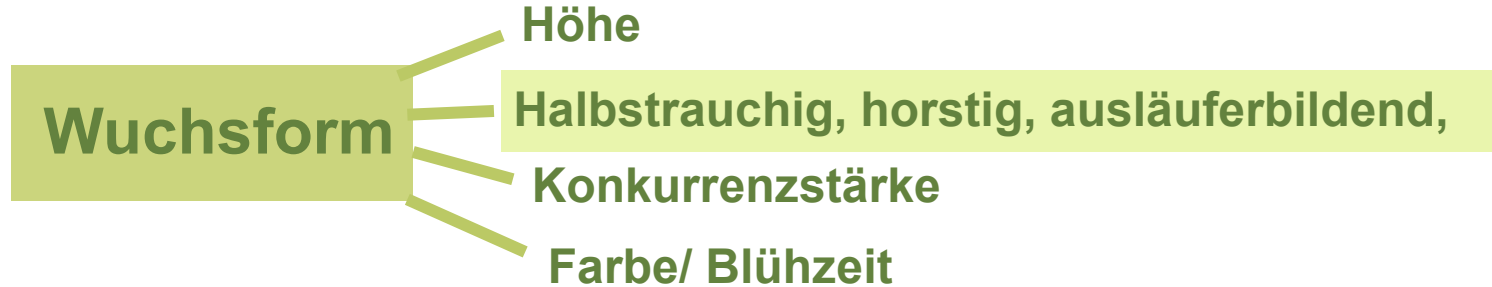 Höhe
Halbstrauchig, horstig, ausläuferbildend,
Wuchsform
Konkurrenzstärke
Farbe/ Blühzeit